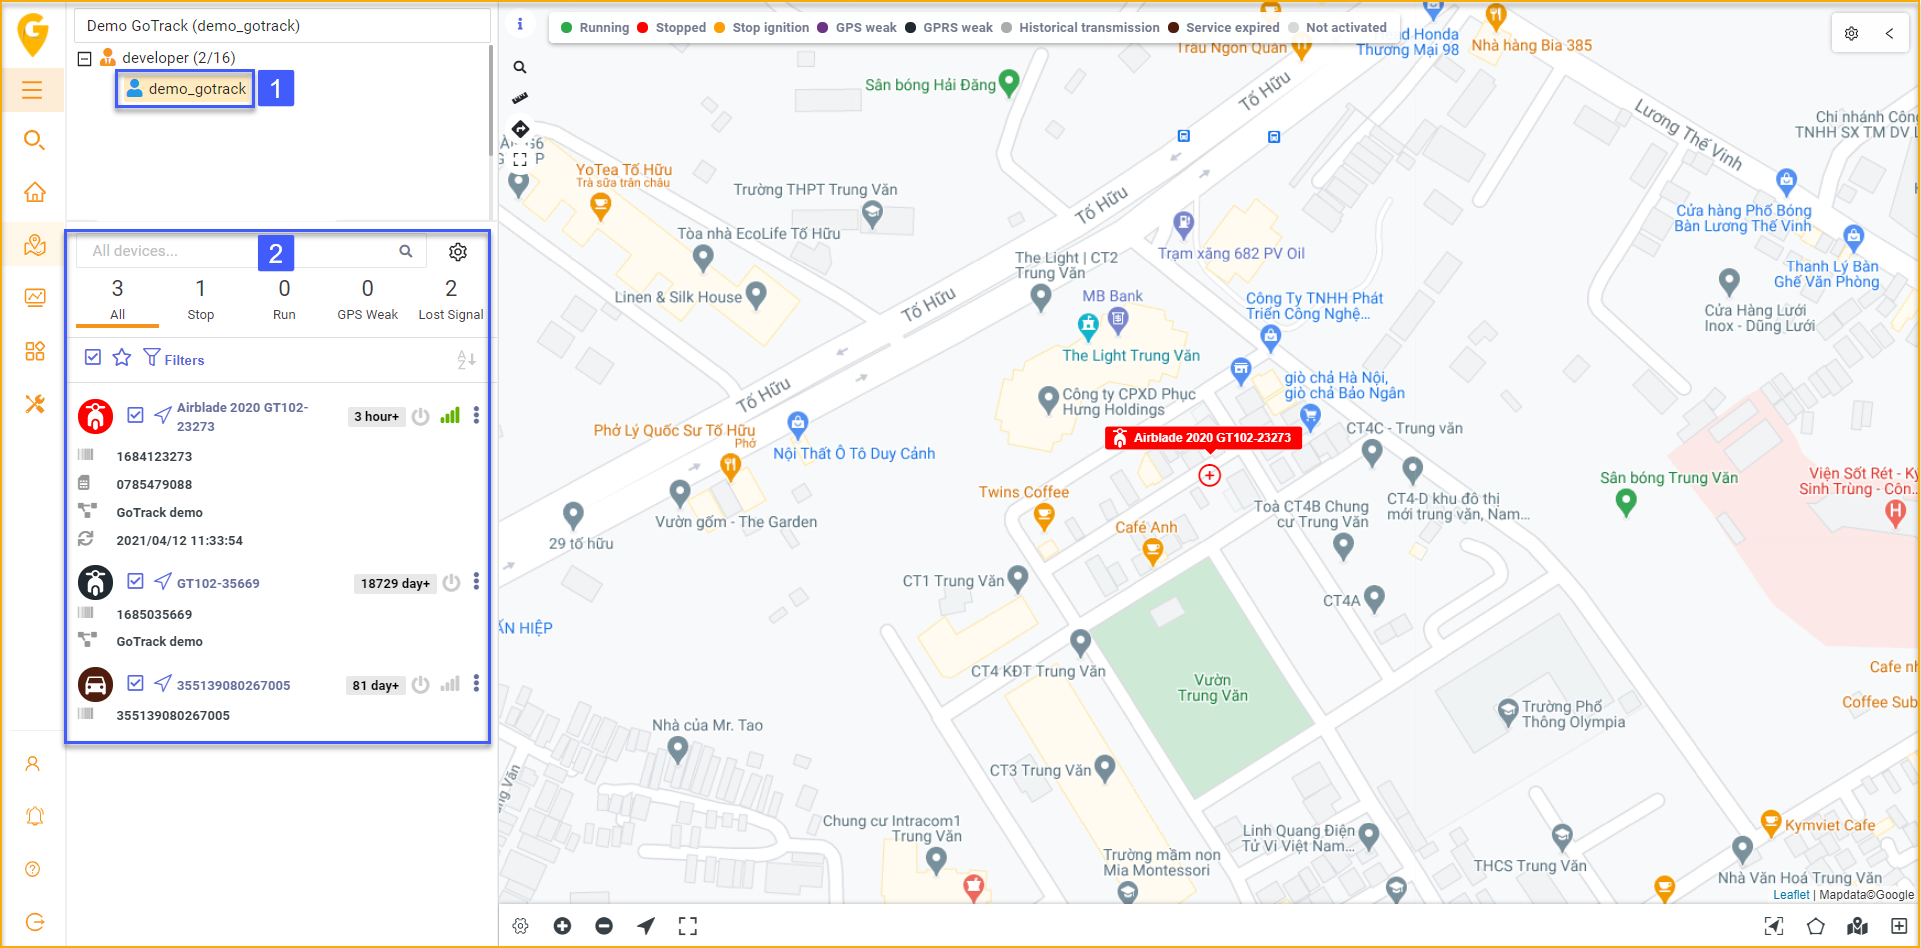 Demo GoTrack (demo_gotrack)
developer (2/16)
demo_gotrack
1
All devices...
2
3
1
0
0
2
All
Stop
Run
GPS Weak
Lost Signal
Filters
Airblade 2020 GT102-
23273
3 hour+
1684123273
0785479088
GoTrack demo
2021/04/12 11:33:54
GT102-35669
18729 day+
1685035669
GoTrack demo
355139080267005
81 day+
355139080267005
Running
Stopped
Stop ignition
GPS weak
GPRS weak
Historical transmission
Service expired
Not activated
Trâu Ngon Quán
Honda
Thương Mại 98
Nhà hàng Bia 385
Sân bóng Hải Đăng
Tố Hữu
Lương Thế Vinh
Chi nhánh Côn
TNHH SX TM DV
YoTea Tố Hữu
Trà sữa trân châu
Trường THPT Trung Văn
Tố Hữu
Cửa hàng Phố Bóng
Bàn Lương Thế Vinh
Tòa nhà EcoLife Tố Hữu
Trạm xăng 682 PV Oil
The Light | CT2
Trung Văn
Thanh Lý Bàn
Ghế Văn Phòng
Linen & Silk House
Tố Hữu
MB Bank
Công Ty TNHH Phát
Triển Công Nghệ...
Cửa Hàng Lưới
Inox - Dũng Lưới
The Light Trung Văn
Tố Hữu
Công ty CPXD Phục
Hưng Holdings
giò chả Hà Nội,
giò chả Bảo Ngân
Phở Lý Quốc Sư Tố Hữu
Phở
CT4C - Trung văn
Airblade 2020 GT102-23273
Nội Thất Ô Tô Duy Cảnh
Sân bóng Trung Văn
Viện Sốt Rét - Ký
Sinh Trùng - Côn...
Twins Coffee
Vườn gốm - The Garden
Café Anh
Toà CT4B Chung
cư Trung Văn
CT4-D khu đô thị
mới trung văn, Nam...
29 tố hữu
CT1 Trung Văn
CT4A
ẤN HIỆP
CT4 KĐT Trung Văn
Vườn
Trung Văn
Cafe
Coffee Sub
Trường Phổ
Thông Olympia
Nhà của Mr. Tao
CT3 Trung Văn
Chung cư Intracom1
Trung Văn
Linh Quang Điện
Tử Vi Việt Nam...
Kymviet Cafe
Trường mầm non
Mia Montessori
THCS Trung Văn
Nhà Văn Hoá Trung Văn
Leaflet | Mapdata©Google